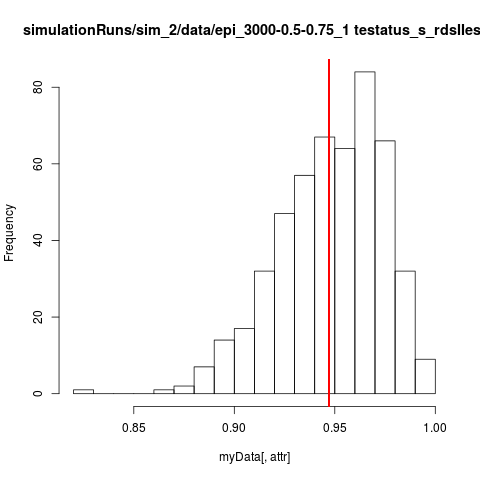 simulationRuns/sim_2/data/epi_3000-0.5-0.75_1 testatus_s_rdslles
Frequency
80
60
40
20
0
0.85 0.90 0.95 1.00
myData[, attr]